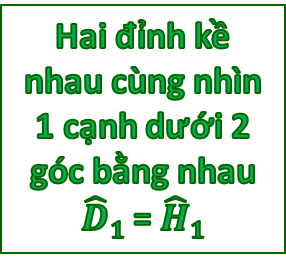 Hai đỉnh kề
nhau cùng nhìn
1 cạnh dưới 2
góc bằng nhau
D̂₁ = Ĥ₁